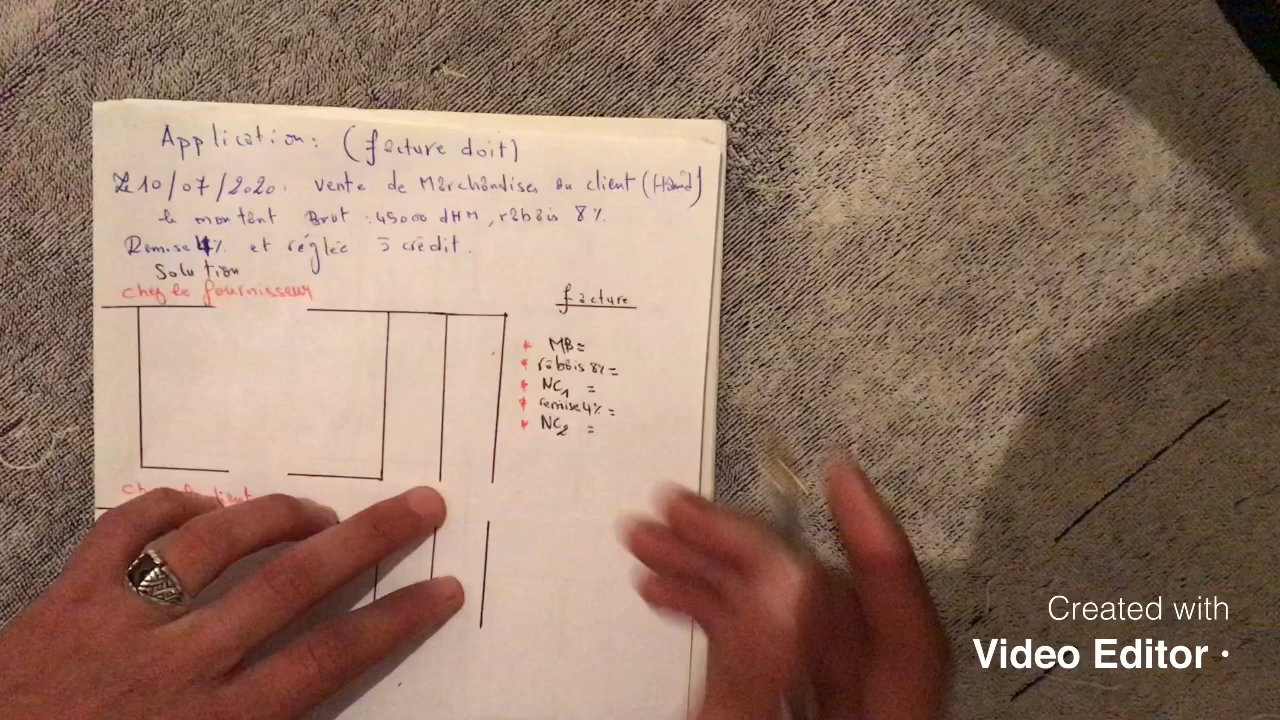 Application: (facture doit)
Le 10/07/2020: vente de Marchandises au client (Hamid)
le montant Brut : 45000 dHM, rabais 8%.
Remise 4% et réglée à crédit.
Solution
chez le fournisseur
facture
* MB =
* rabais 8% =
* NC1 =
* remise 4% =
* NC2 =
Created with
Video Editor